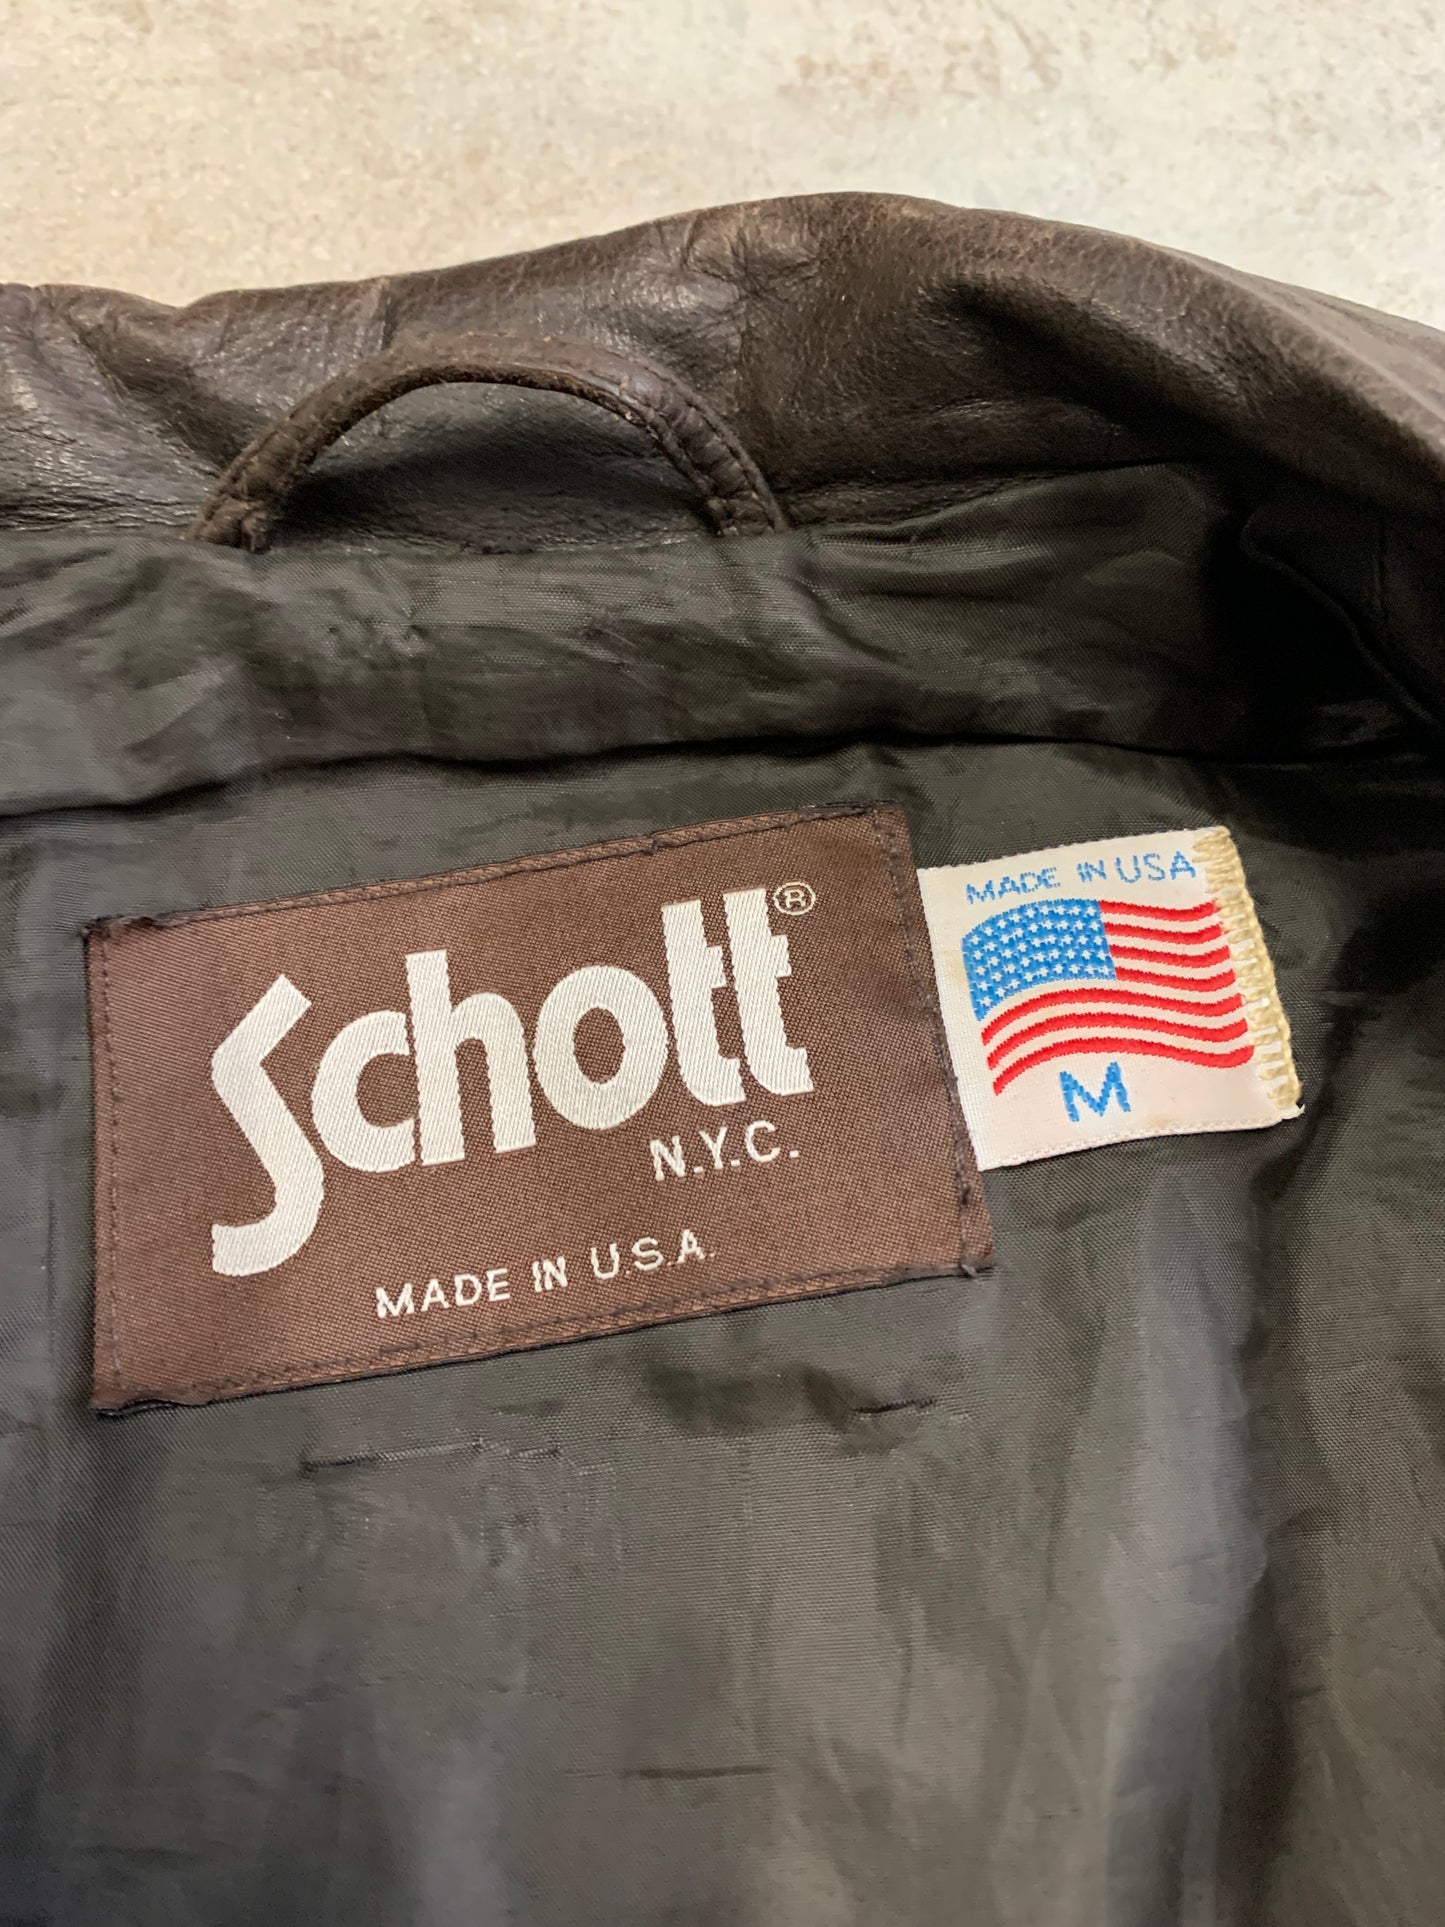 Schott®
N.Y.C.
MADE IN U.S.A.
MADE IN USA
M